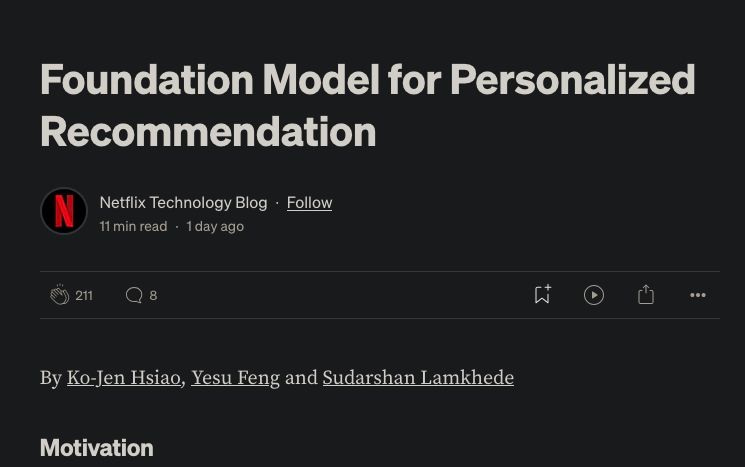 Foundation Model for Personalized
Recommendation
Netflix Technology Blog · Follow
11 min read · 1 day ago
211 8
By Ko-Jen Hsiao, Yesu Feng and Sudarshan Lamkhede
Motivation